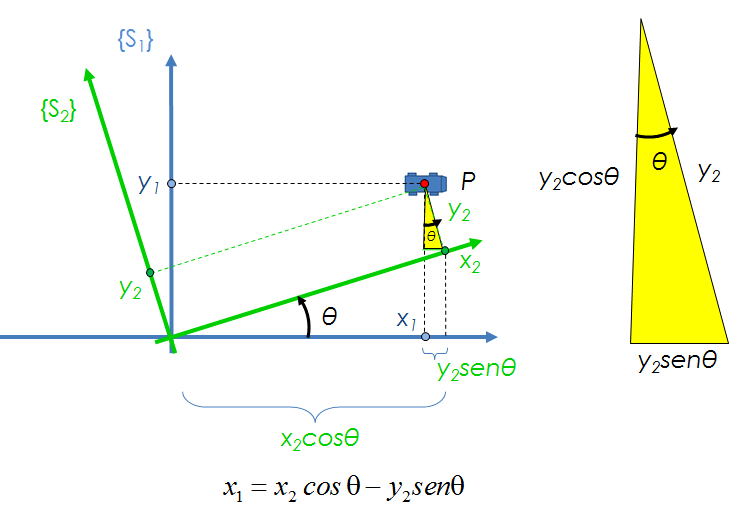 {S₁}
{S₂}
y₁
P
y₂cosθ
θ
y₂
y₂
θ
x₂
y₂
θ
x₁
y₂senθ
y₂senθ
x₂cosθ
x₁ = x₂ cos θ − y₂senθ